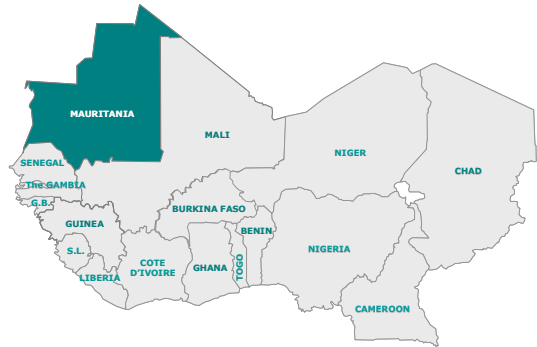 MAURITANIA
MALI
NIGER
CHAD
SENEGAL
The GAMBIA
G.B.
GUINEA
S.L.
LIBERIA
COTE
D'IVOIRE
BURKINA FASO
GHANA
TOGO
BENIN
NIGERIA
CAMEROON